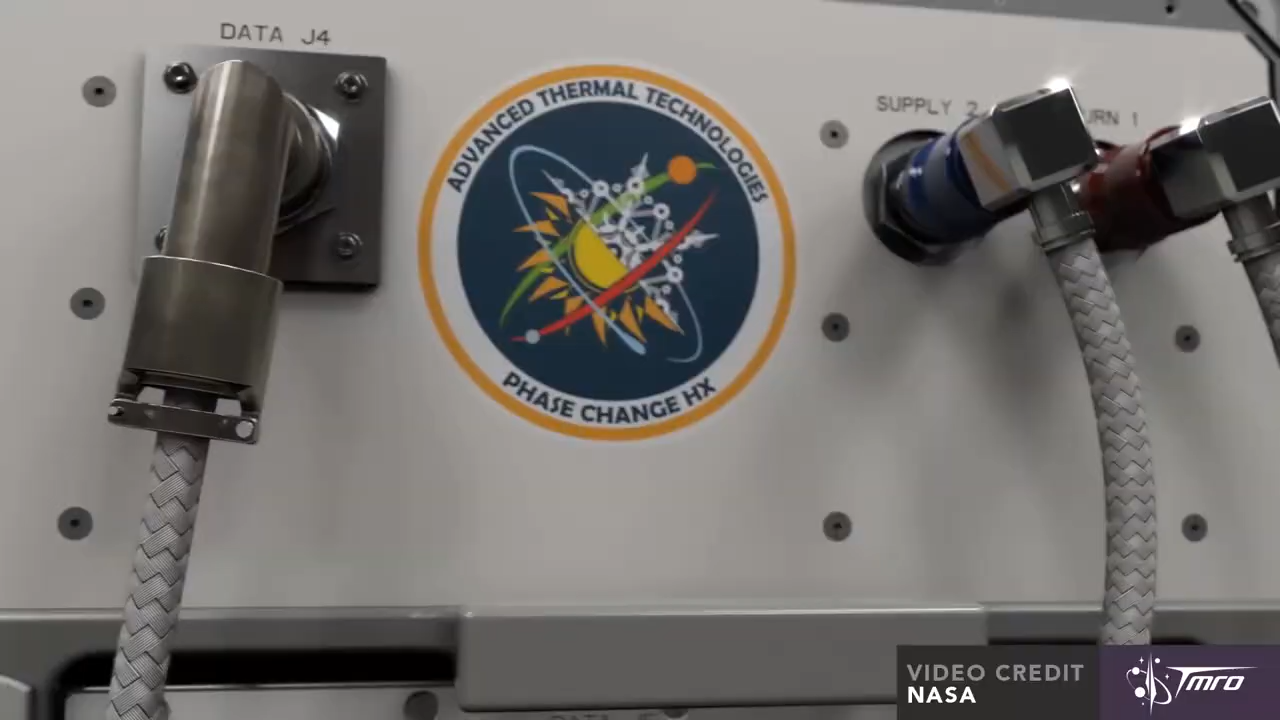 DATA J4
ADVANCED THERMAL TECHNOLOGIES
PHASE CHANGE HX
SUPPLY 2
VIDEO CREDIT
NASA
TMRO